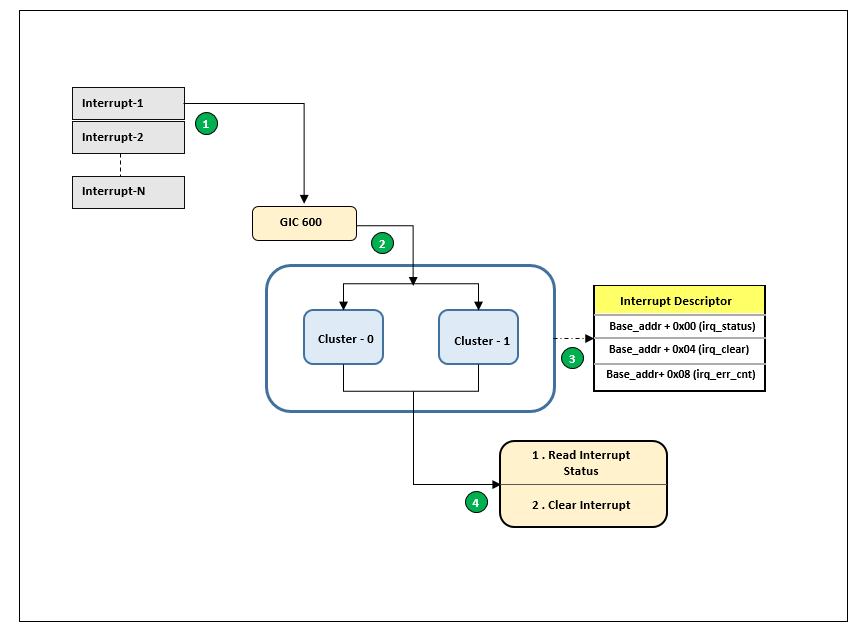 Interrupt-1
1
Interrupt-2
Interrupt-N
GIC 600
2
Cluster - 0
Cluster - 1
3
Interrupt Descriptor
Base_addr + 0x00 (irq_status)
Base_addr + 0x04 (irq_clear)
Base_addr+ 0x08 (irq_err_cnt)
4
1 . Read Interrupt
Status
2 . Clear Interrupt